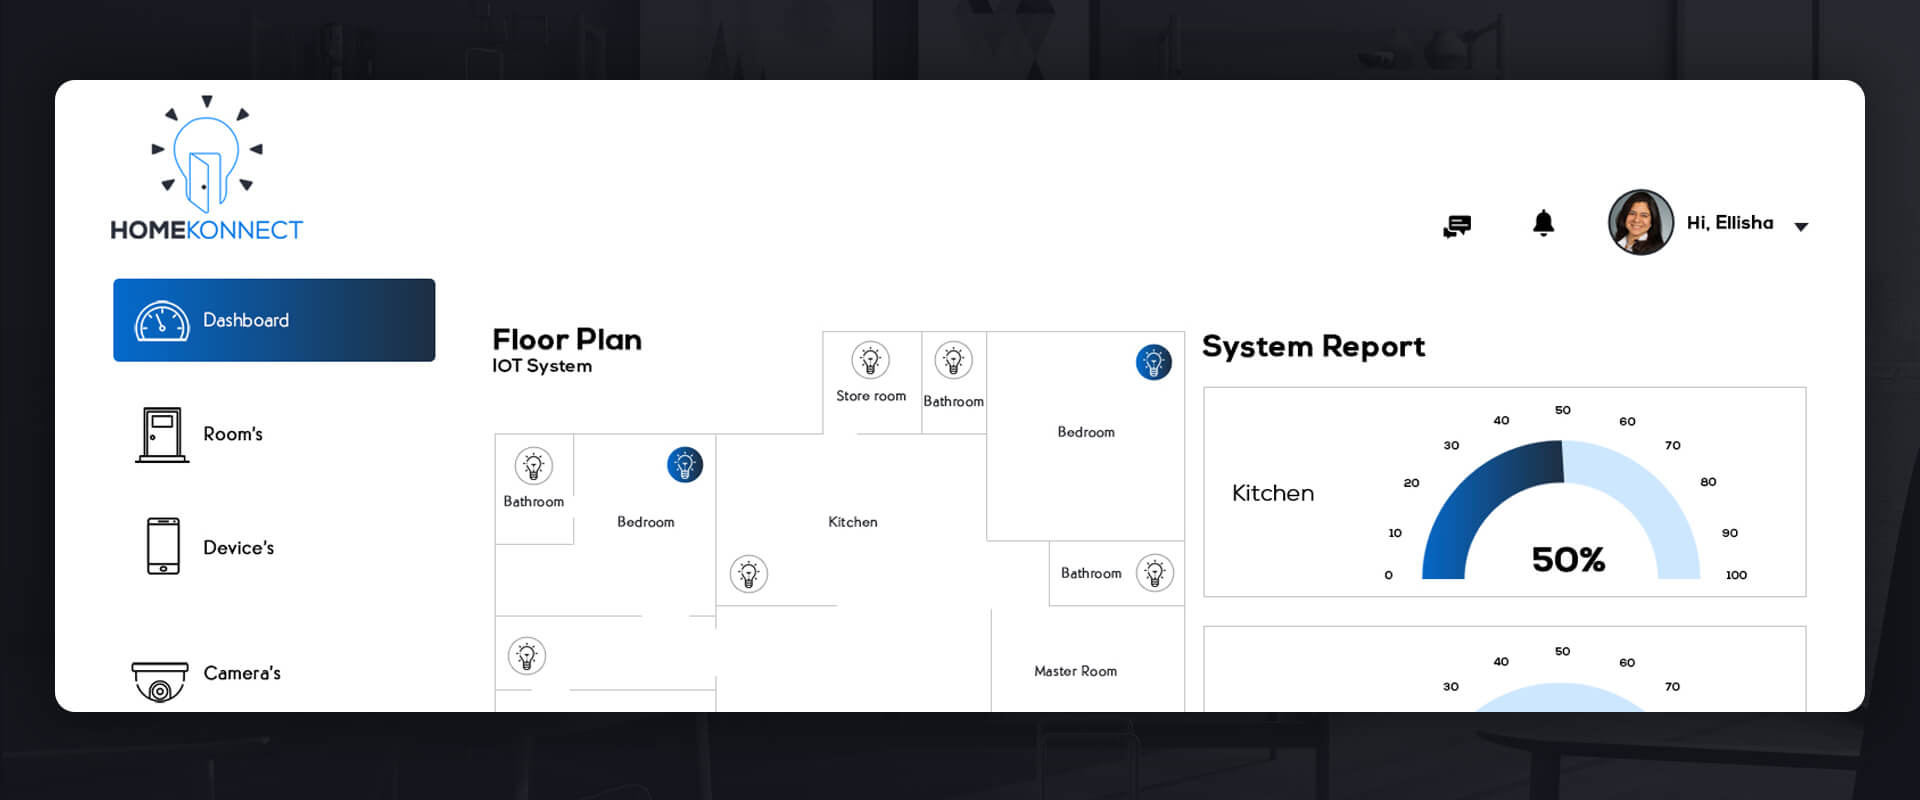 HOMEKONNECT
Hi, Ellisha
Dashboard
Room's
Device's
Camera's
Floor Plan
IOT System
Store room
Bathroom
Bedroom
Bathroom
Bedroom
Kitchen
Bathroom
Master Room
System Report
Kitchen
0
10
20
30
40
50
60
70
80
90
100
50%
30
40
50
60
70